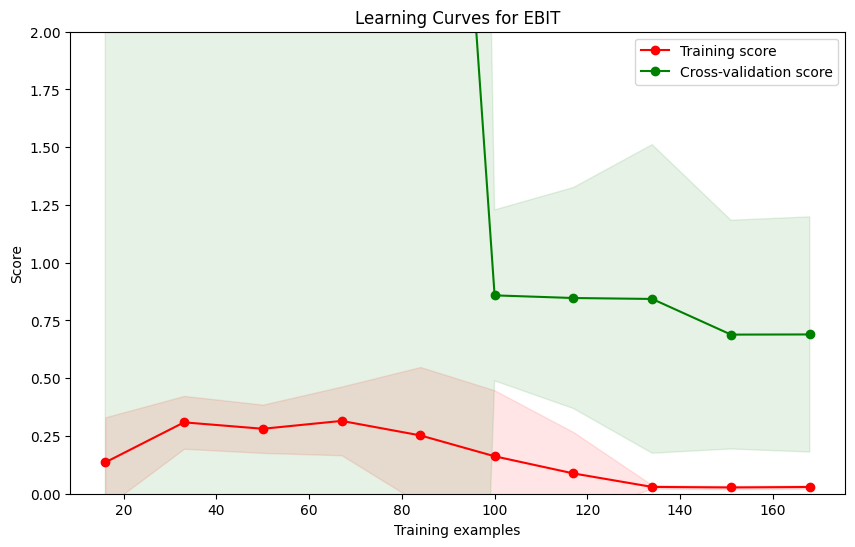 Learning Curves for EBIT
Training score
Cross-validation score
Score
2.00
1.75
1.50
1.25
1.00
0.75
0.50
0.25
0.00
20 40 60 80 100 120 140 160
Training examples